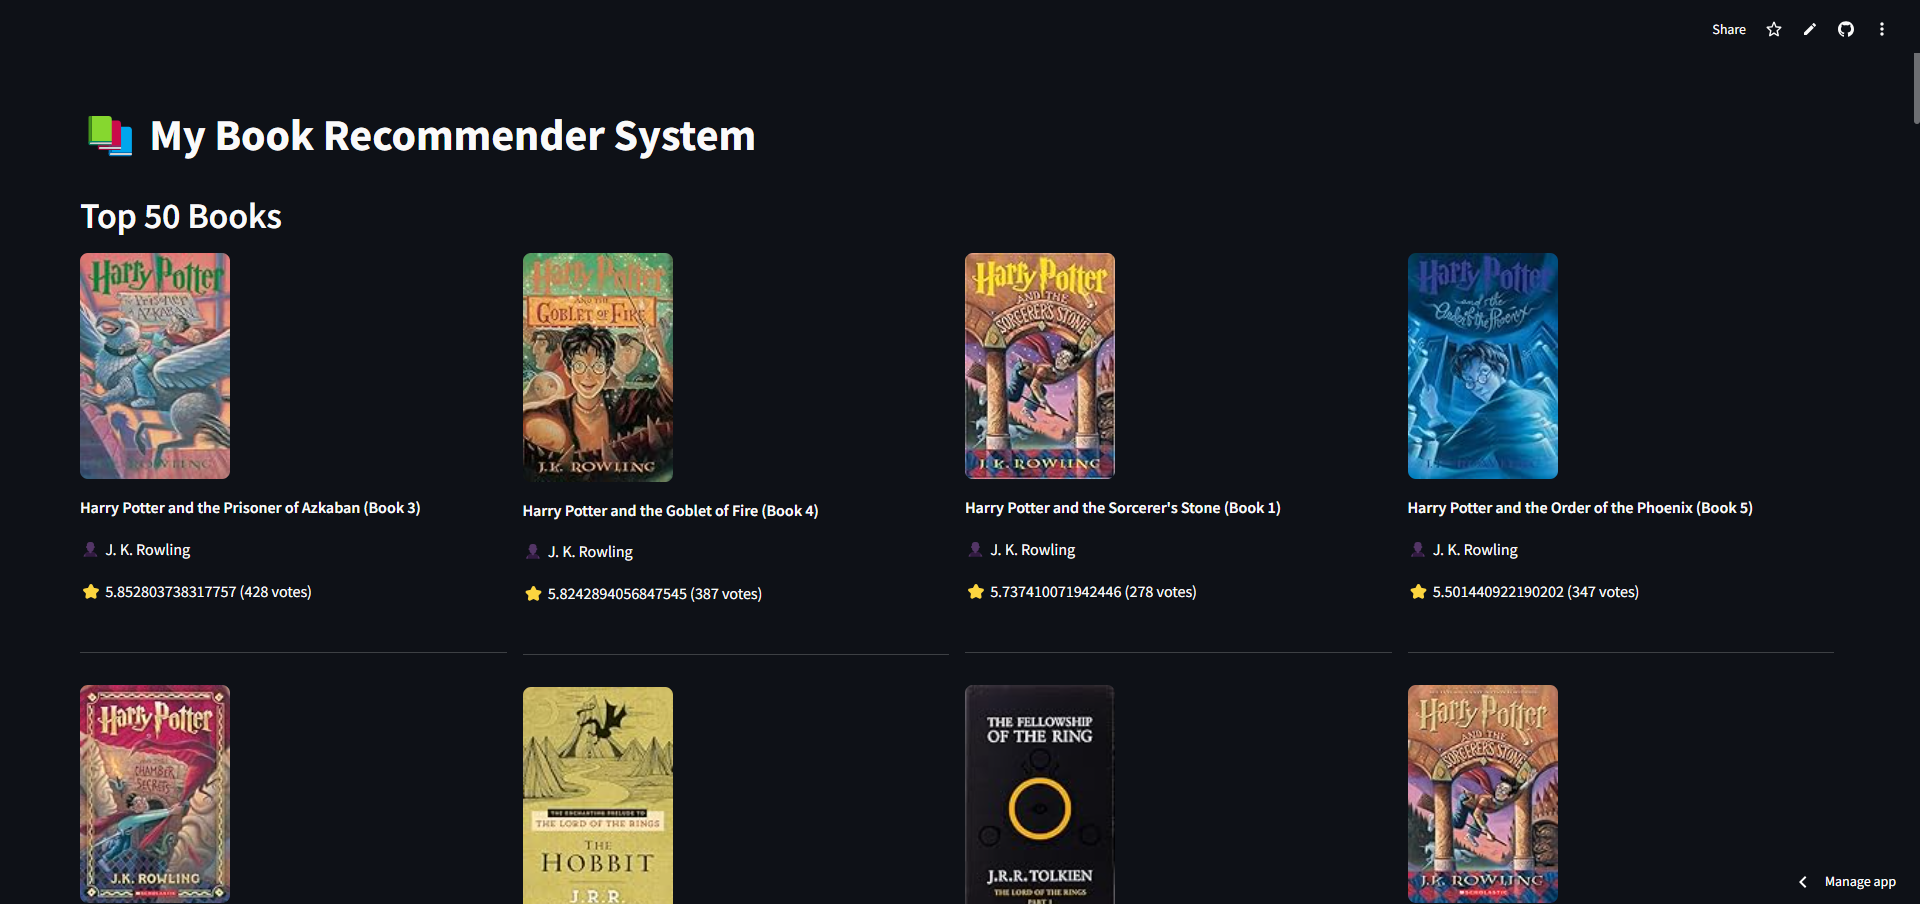 Share
My Book Recommender System
Top 50 Books
Harry Potter
Prisoner
of AZKABAN
Harry Potter
AND THE
GOBLET OF FIRE
J.K. ROWLING
Harry Potter
AND THE
SORCERER'S STONE
J. K. ROWLING
Harry Potter
and the
Order of the Phoenix
Harry Potter and the Prisoner of Azkaban (Book 3)
J. K. Rowling
5.852803738317757 (428 votes)
Harry Potter and the Goblet of Fire (Book 4)
J. K. Rowling
5.8242894056847545 (387 votes)
Harry Potter and the Sorcerer's Stone (Book 1)
J. K. Rowling
5.737410071942446 (278 votes)
Harry Potter and the Order of the Phoenix (Book 5)
J. K. Rowling
5.501440922190202 (347 votes)
Harry Potter
CHAMBER
SECRETS
J.K. ROWLING
SCHOLASTIC
THE ENCHANTING PRELUDE TO
THE LORD OF THE RINGS
THE
HOBBIT
J.R.R.
THE FELLOWSHIP
OF THE RING
J.R.R. TOLKIEN
THE LORD OF THE RINGS
PART 1
Harry Potter
AND THE
SORCERER'S STONE
J.K. ROWLING
SCHOLASTIC
Manage app